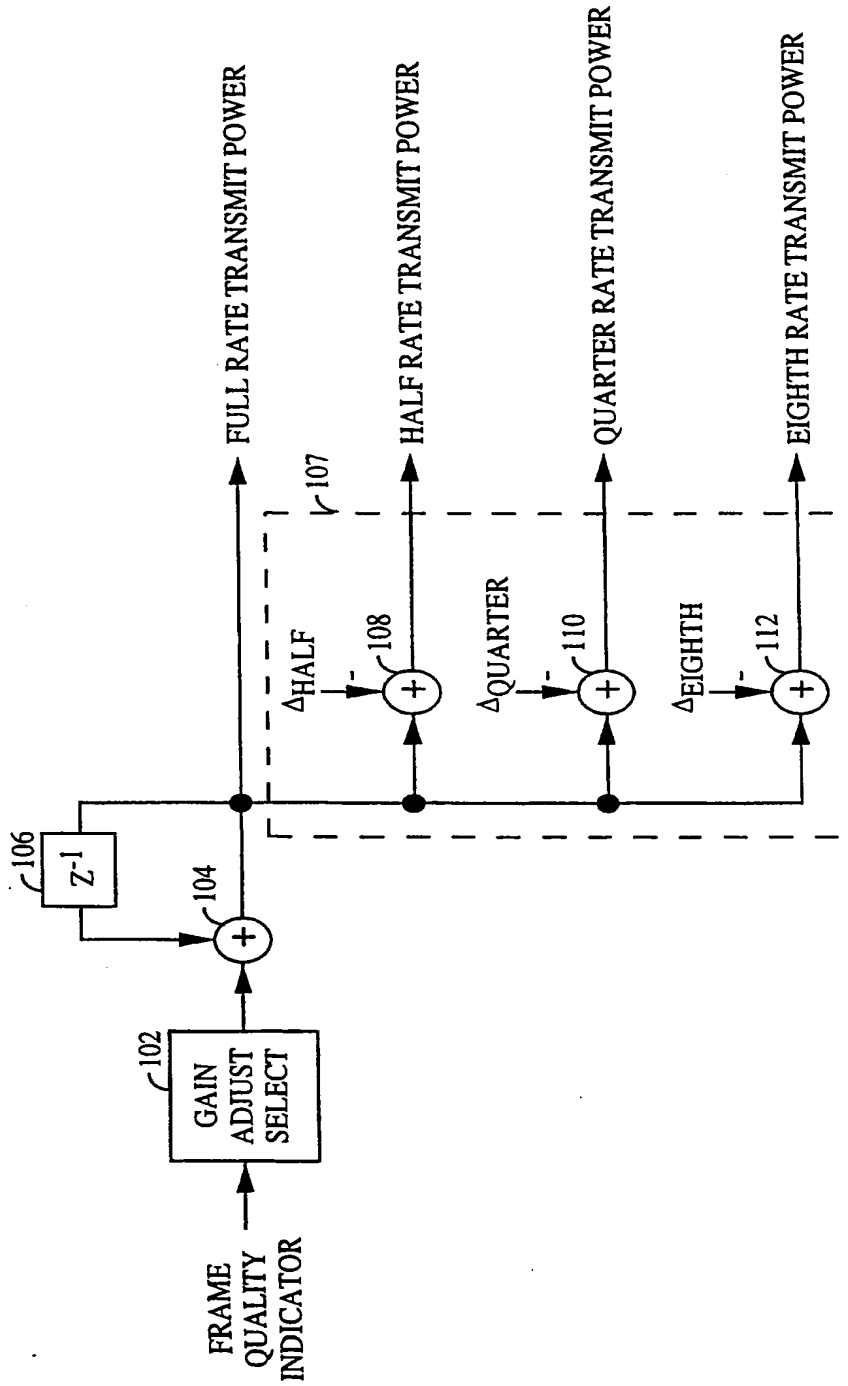 FRAME
QUALITY
INDICATOR
102
GAIN
ADJUST
SELECT
104
+
106
Z⁻¹
FULL RATE TRANSMIT POWER
107
ΔHALF
-
108
+
HALF RATE TRANSMIT POWER
ΔQUARTER
-
110
+
QUARTER RATE TRANSMIT POWER
ΔEIGHTH
-
112
+
EIGHTH RATE TRANSMIT POWER